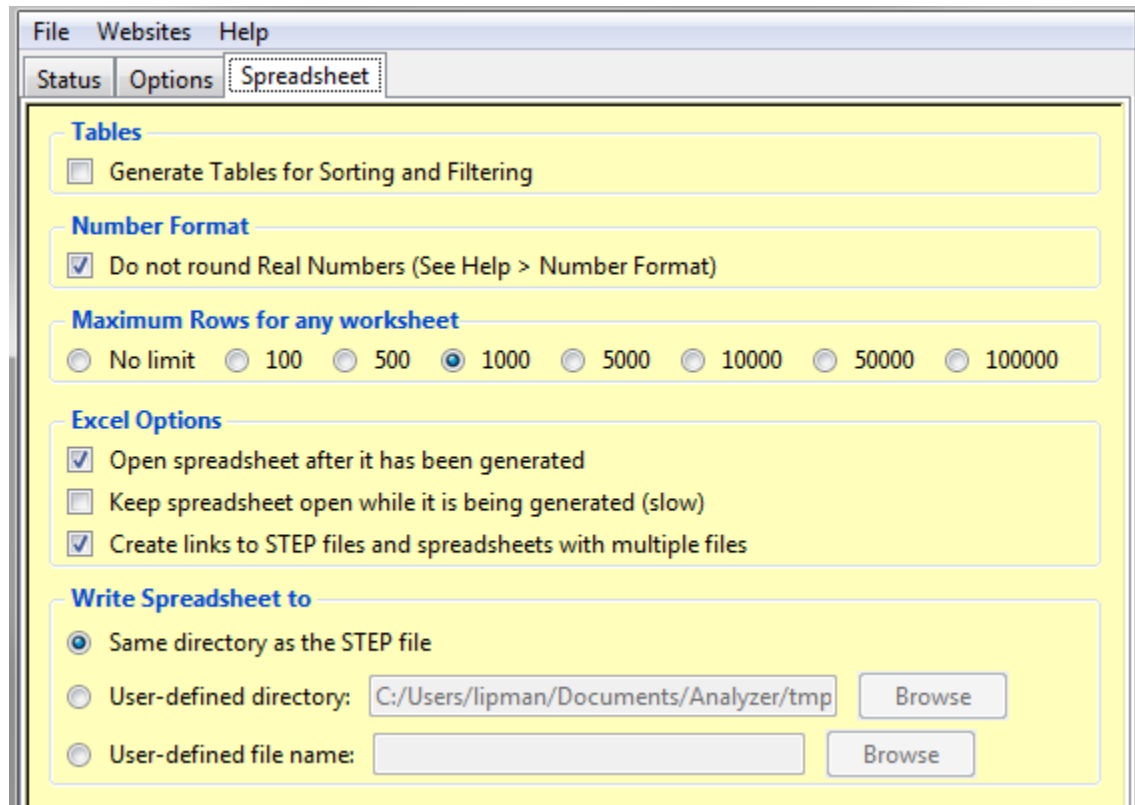 File Websites Help
Status Options Spreadsheet
Tables
Generate Tables for Sorting and Filtering
Number Format
Do not round Real Numbers (See Help > Number Format)
Maximum Rows for any worksheet
No limit 100 500 1000 5000 10000 50000 100000
Excel Options
Open spreadsheet after it has been generated
Keep spreadsheet open while it is being generated (slow)
Create links to STEP files and spreadsheets with multiple files
Write Spreadsheet to
Same directory as the STEP file
User-defined directory: C:/Users/lipman/Documents/Analyzer/tmp Browse
User-defined file name: Browse